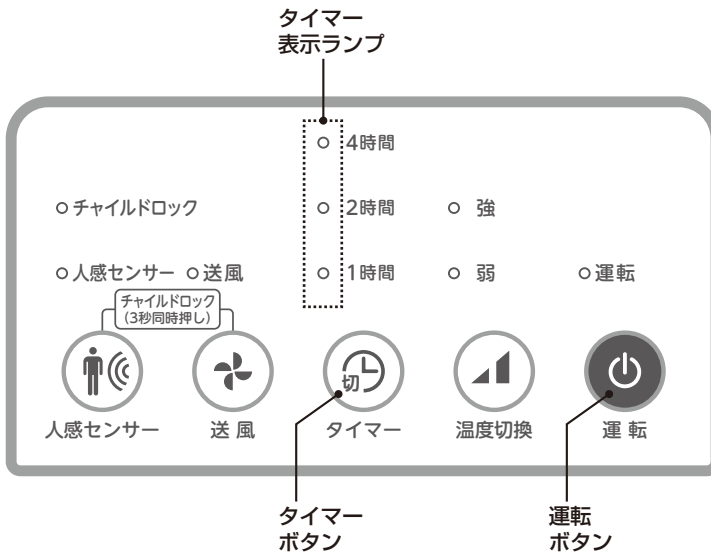 タイマー
表示ランプ
4時間
チャイルドロック
2時間
強
人感センサー
送風
1時間
弱
運転
チャイルドロック
(3秒同時押し)
切
人感センサー
送 風
タイマー
温度切換
運 転
タイマー
ボタン
運転
ボタン